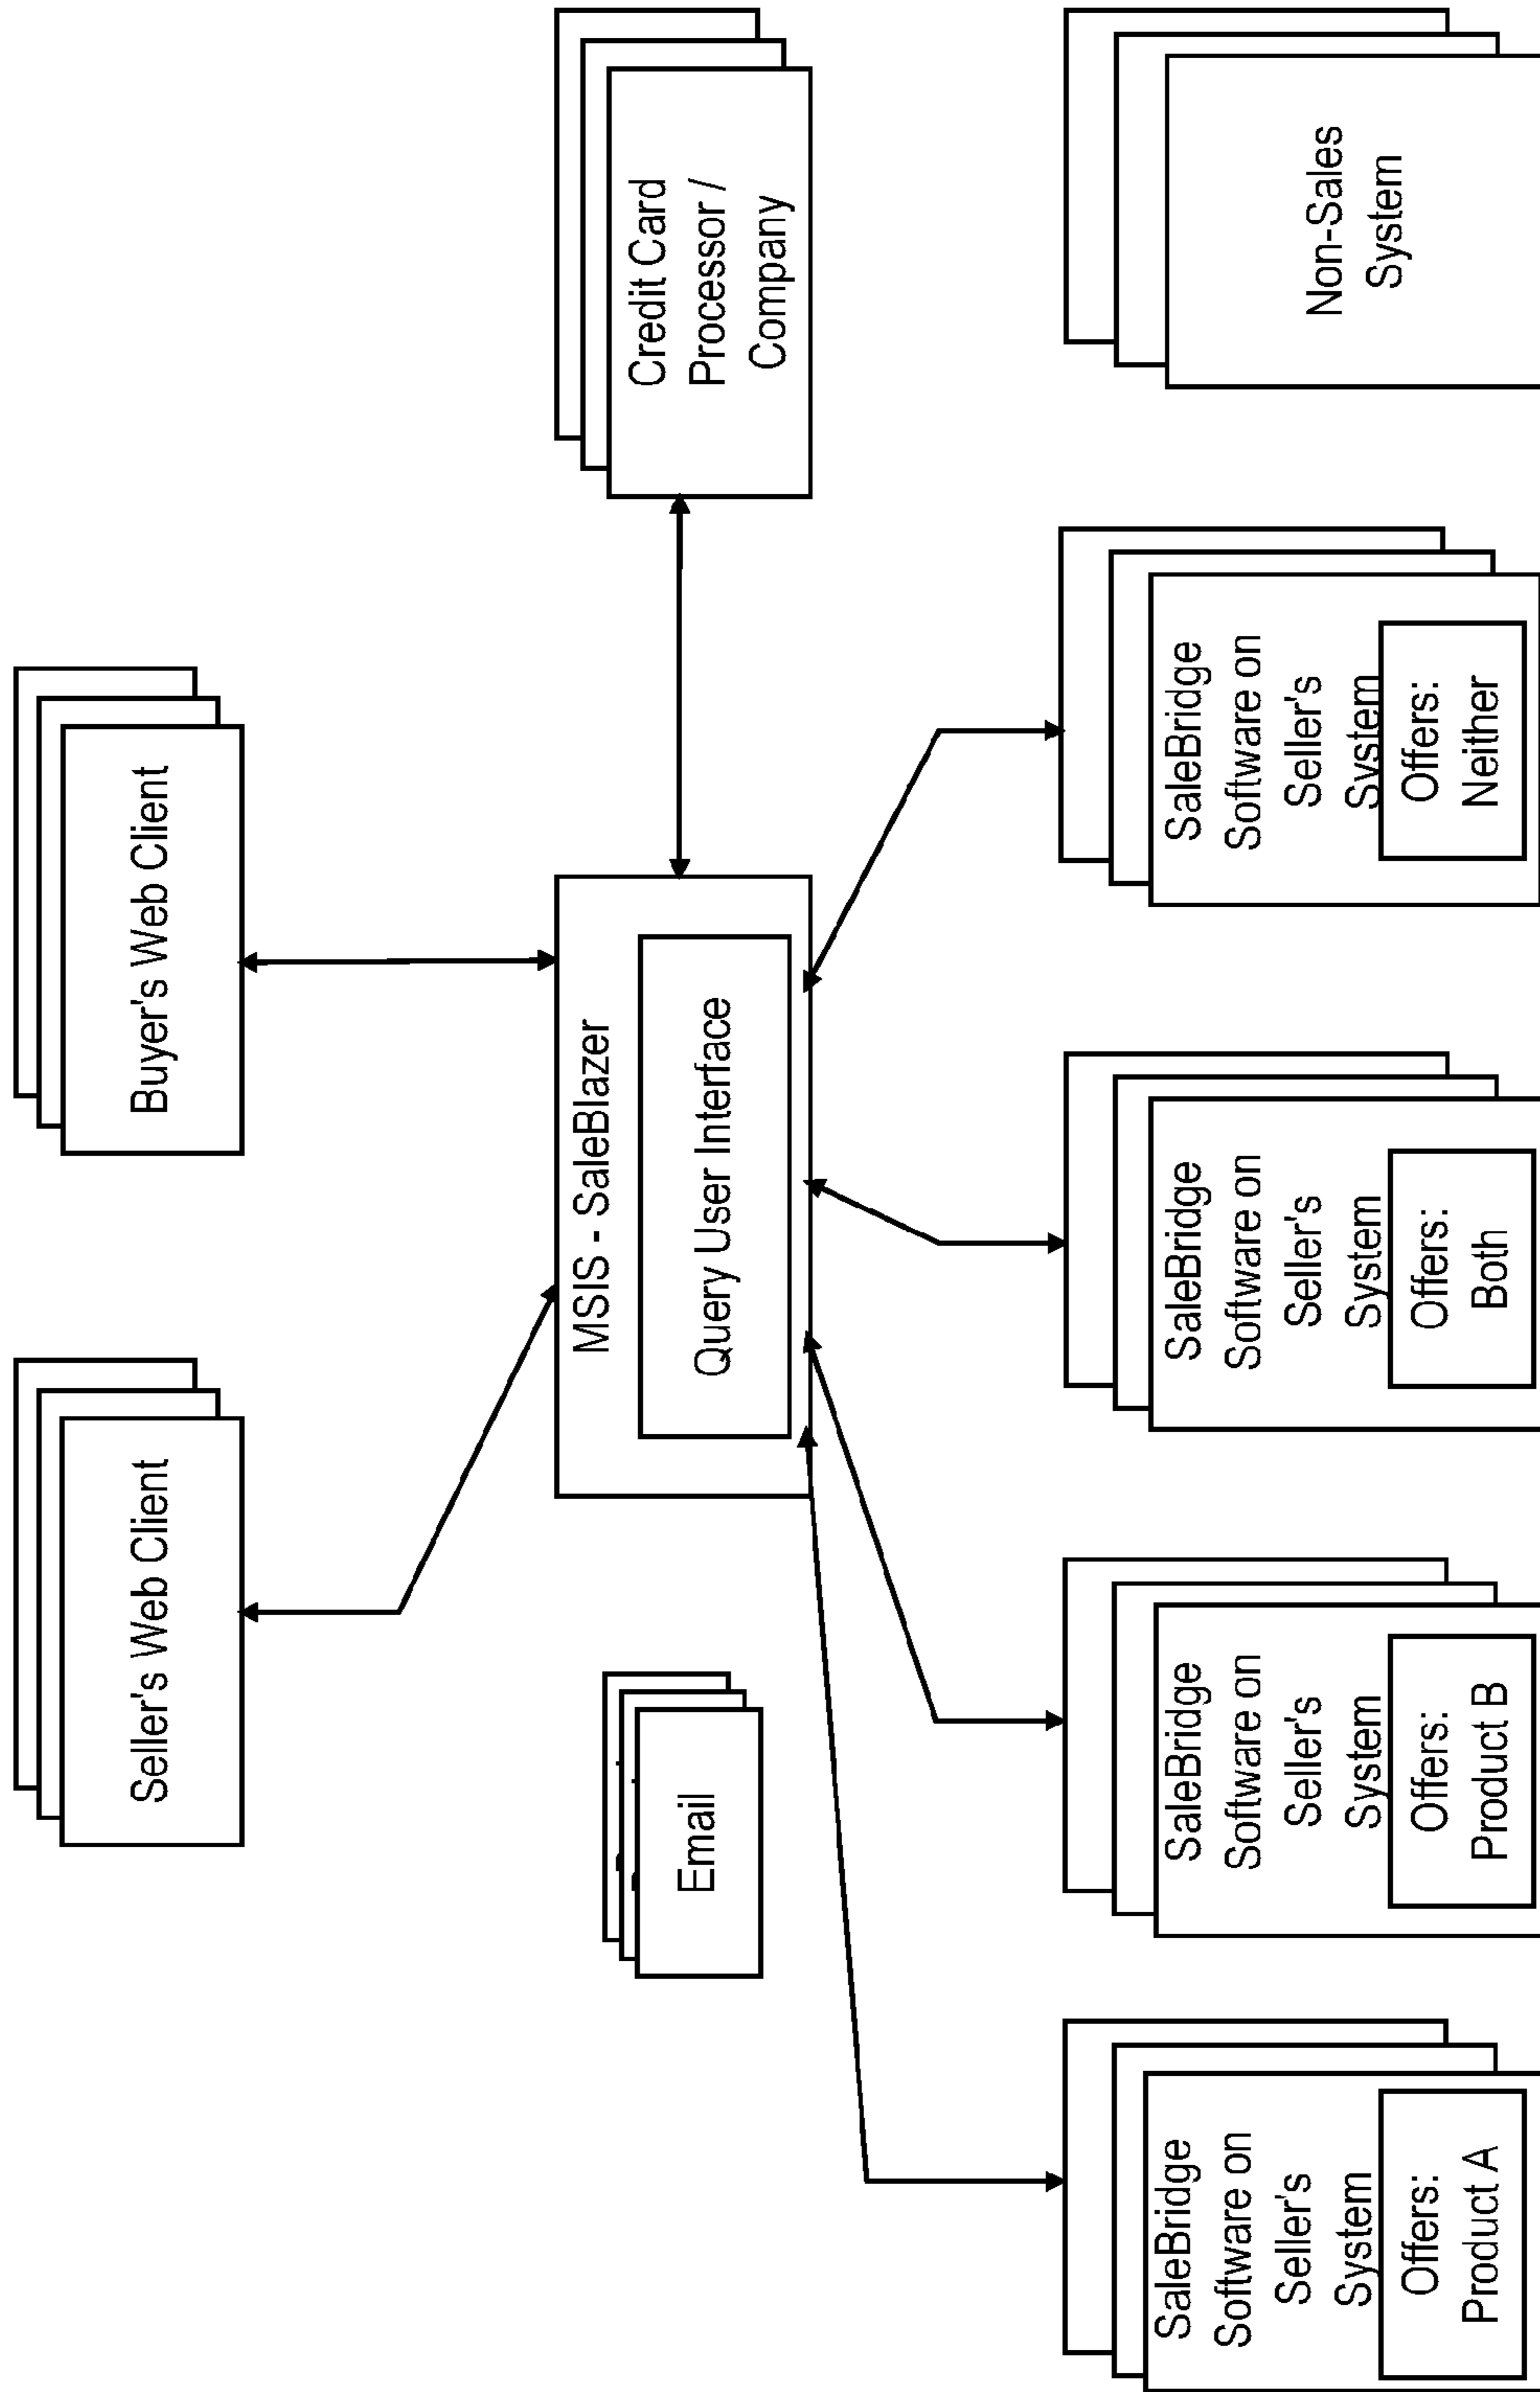 Seller's Web Client
Buyer's Web Client
Email
MSIS - SaleBlazer
Query User Interface
Credit Card
Processor /
Company
SaleBridge
Software on
Seller's
System
Offers:
Product A
SaleBridge
Software on
Seller's
System
Offers:
Product B
SaleBridge
Software on
Seller's
System
Offers:
Both
SaleBridge
Software on
Seller's
System
Offers:
Neither
Non-Sales
System